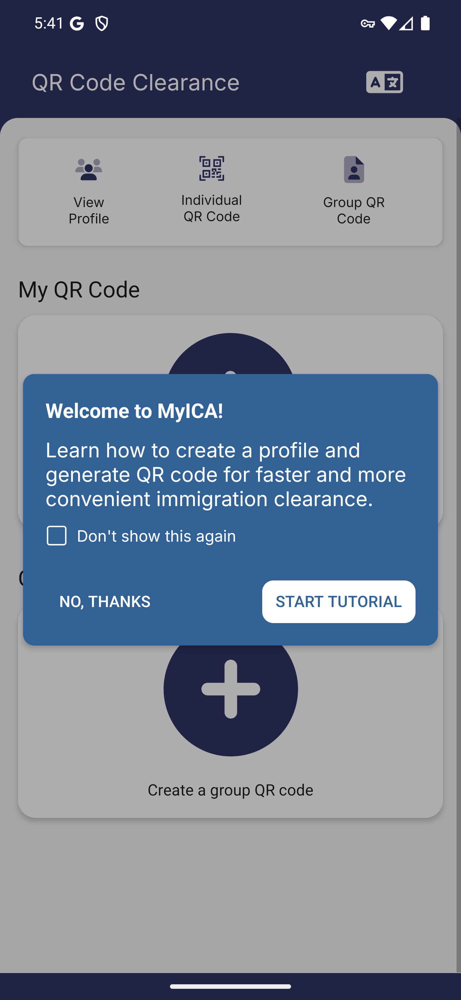 5:41
QR Code Clearance
View
Profile
Individual
QR Code
Group QR
Code
My QR Code
Welcome to MyICA!
Learn how to create a profile and
generate QR code for faster and more
convenient immigration clearance.
Don't show this again
NO, THANKS
START TUTORIAL
Create a group QR code